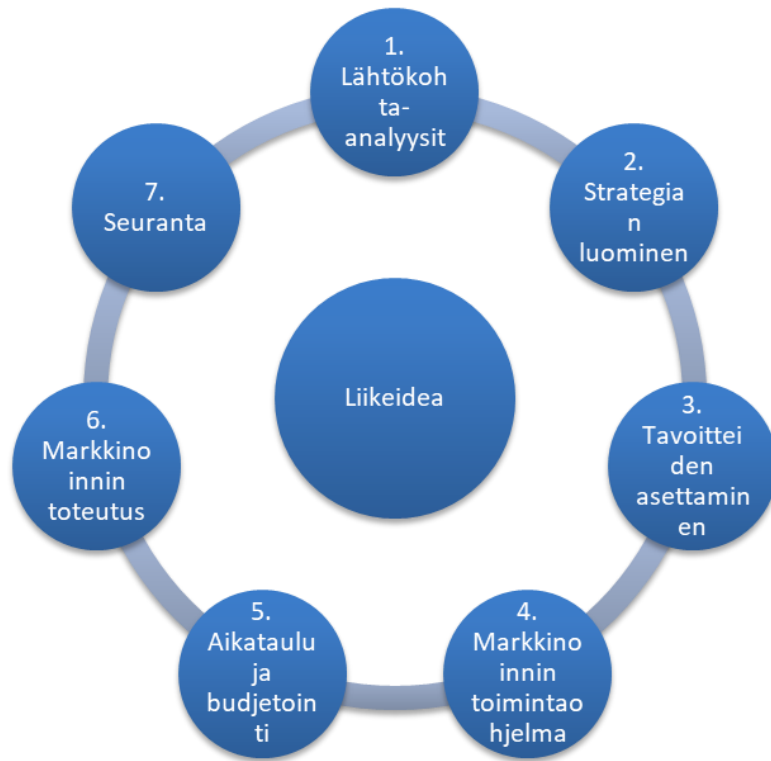 1.
Lähtökoh
ta-
analyysit
2.
Strategia
n
luominen
3.
Tavoittei
den
asettamin
en
4.
Markkino
innin
toimintao
hjelma
5.
Aikataulu
ja
budjetoin
ti
6.
Markkino
innin
toteutus
7.
Seuranta
Liikeidea